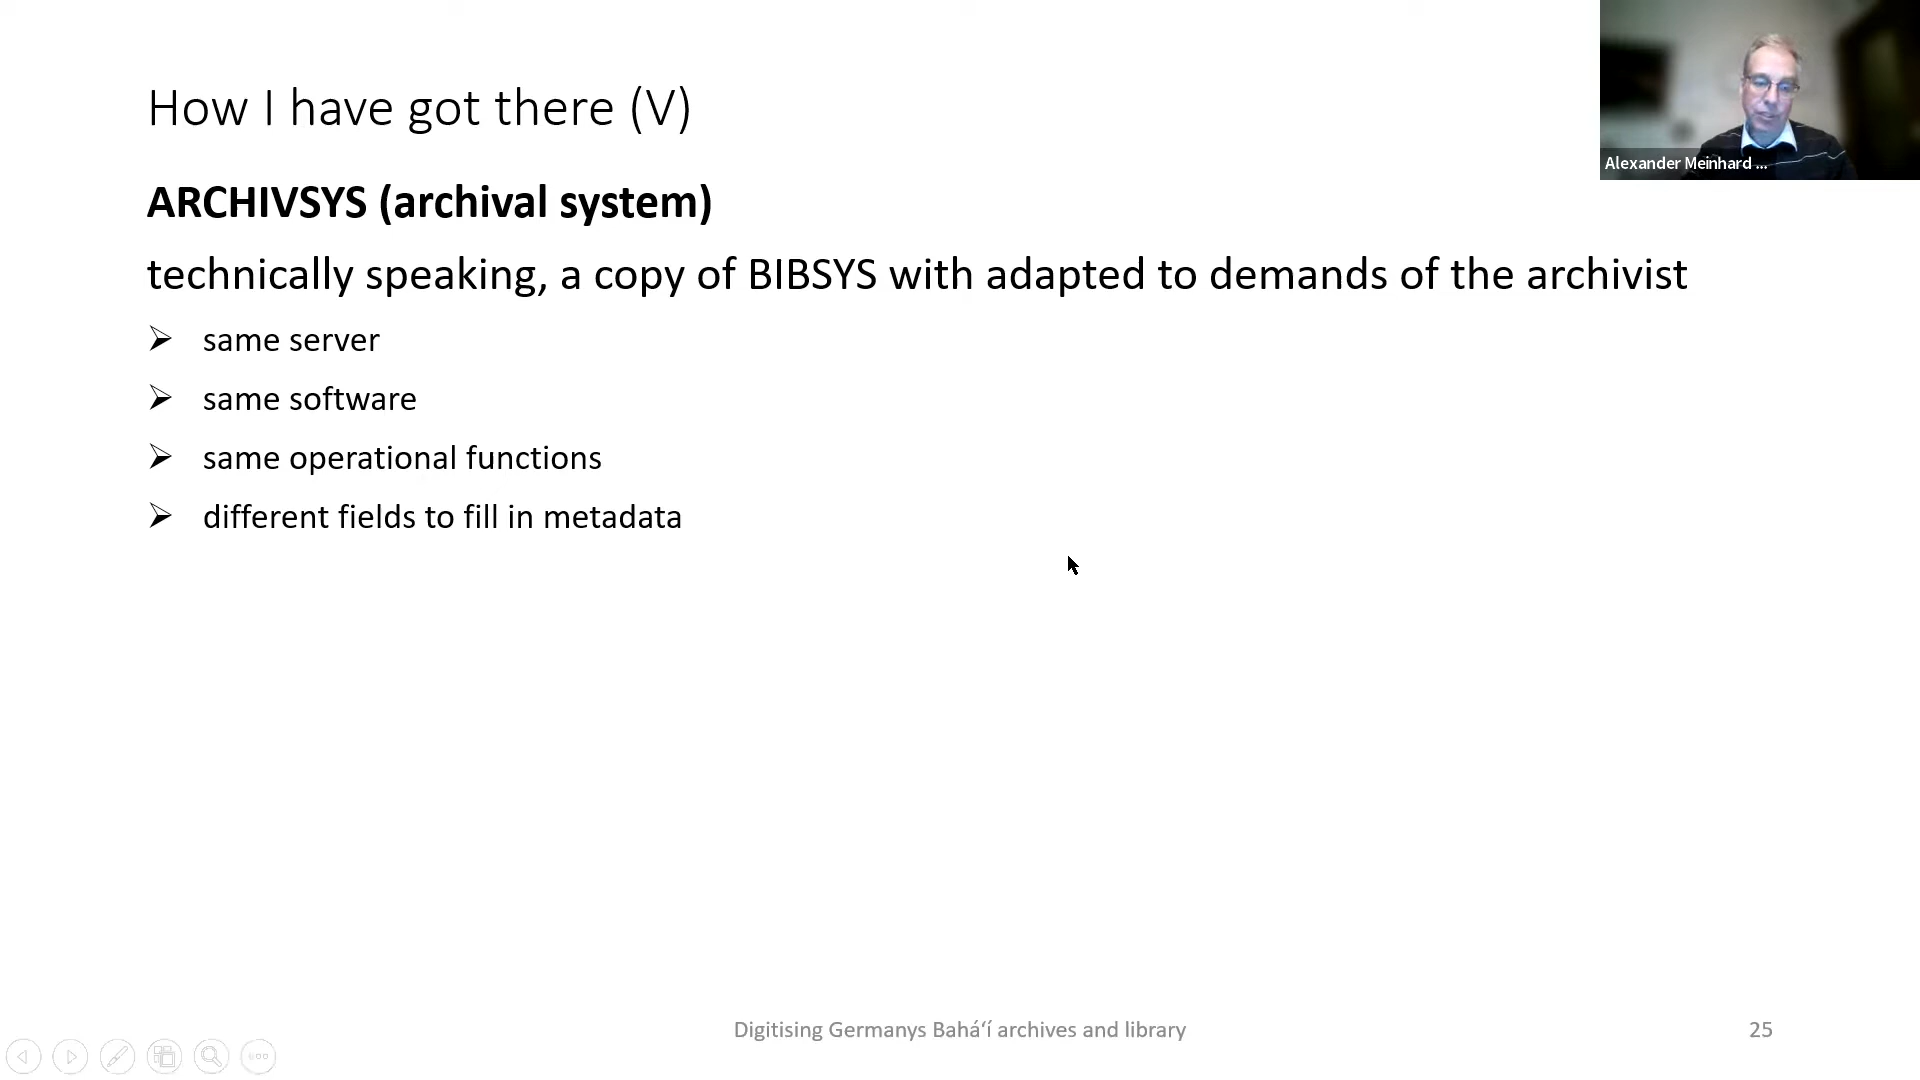 How I have got there (V)
Alexander Meinhard ...
ARCHIVSYS (archival system)
technically speaking, a copy of BIBSYS with adapted to demands of the archivist
same server
same software
same operational functions
different fields to fill in metadata
Digitising Germanys Bahá‘í archives and library
25